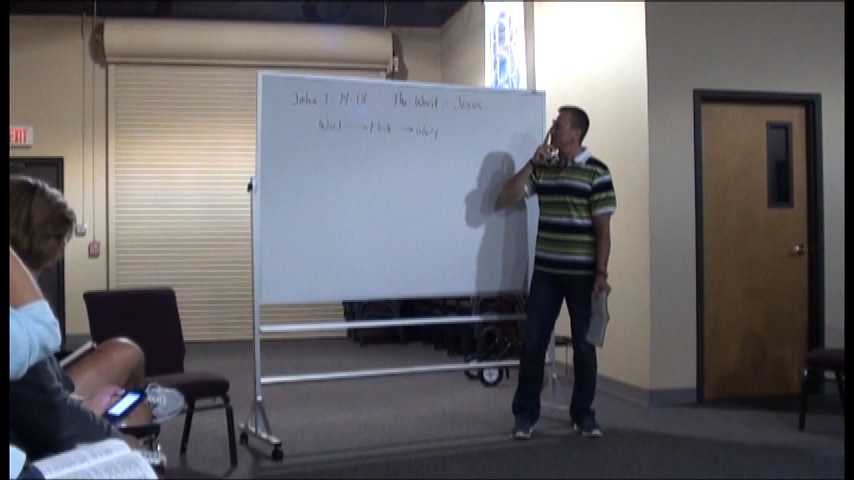 John 1:14-18 The Word - Jesus
Word → Flesh → Glory
EXIT